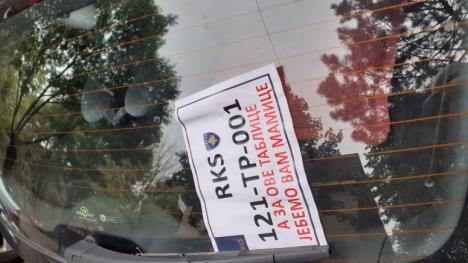 RKS
121-TP-001
А ЗА ОВЕ ТАБЛИЦЕ
ЈЕБЕМО ВАМ МАМИЦЕ